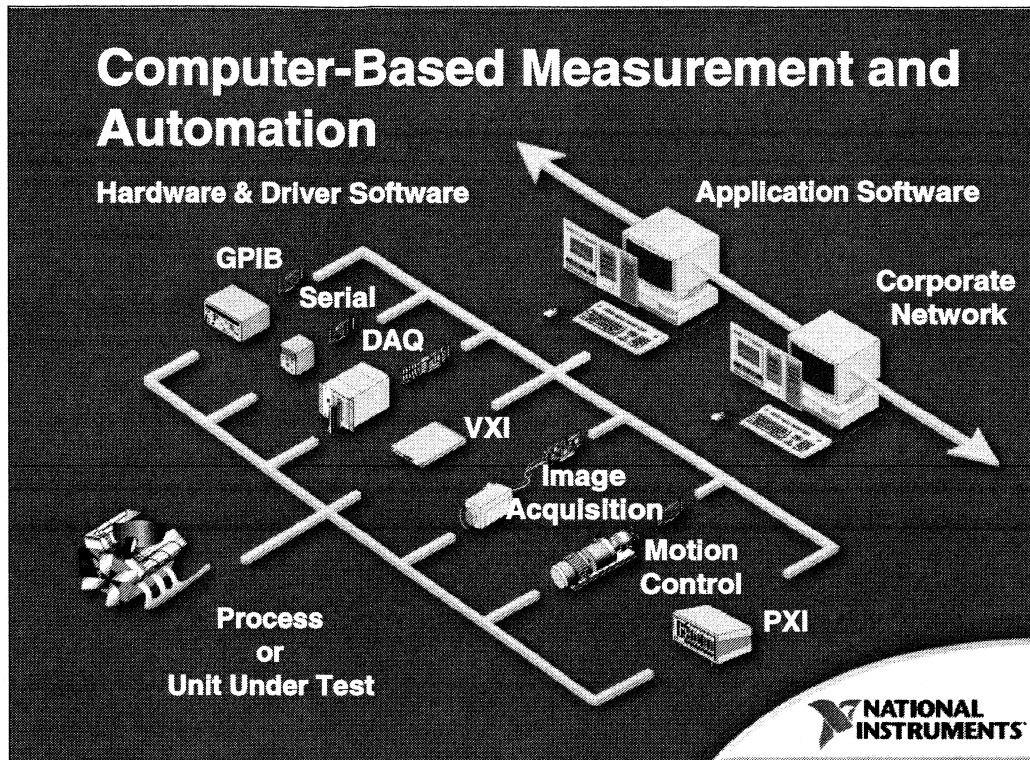 Computer-Based Measurement and
Automation
Hardware & Driver Software
Application Software
GPIB
Serial
DAQ
Corporate
Network
VXI
Image
Acquisition
Motion
Control
Process
or
Unit Under Test
PXI
NATIONAL
INSTRUMENTS